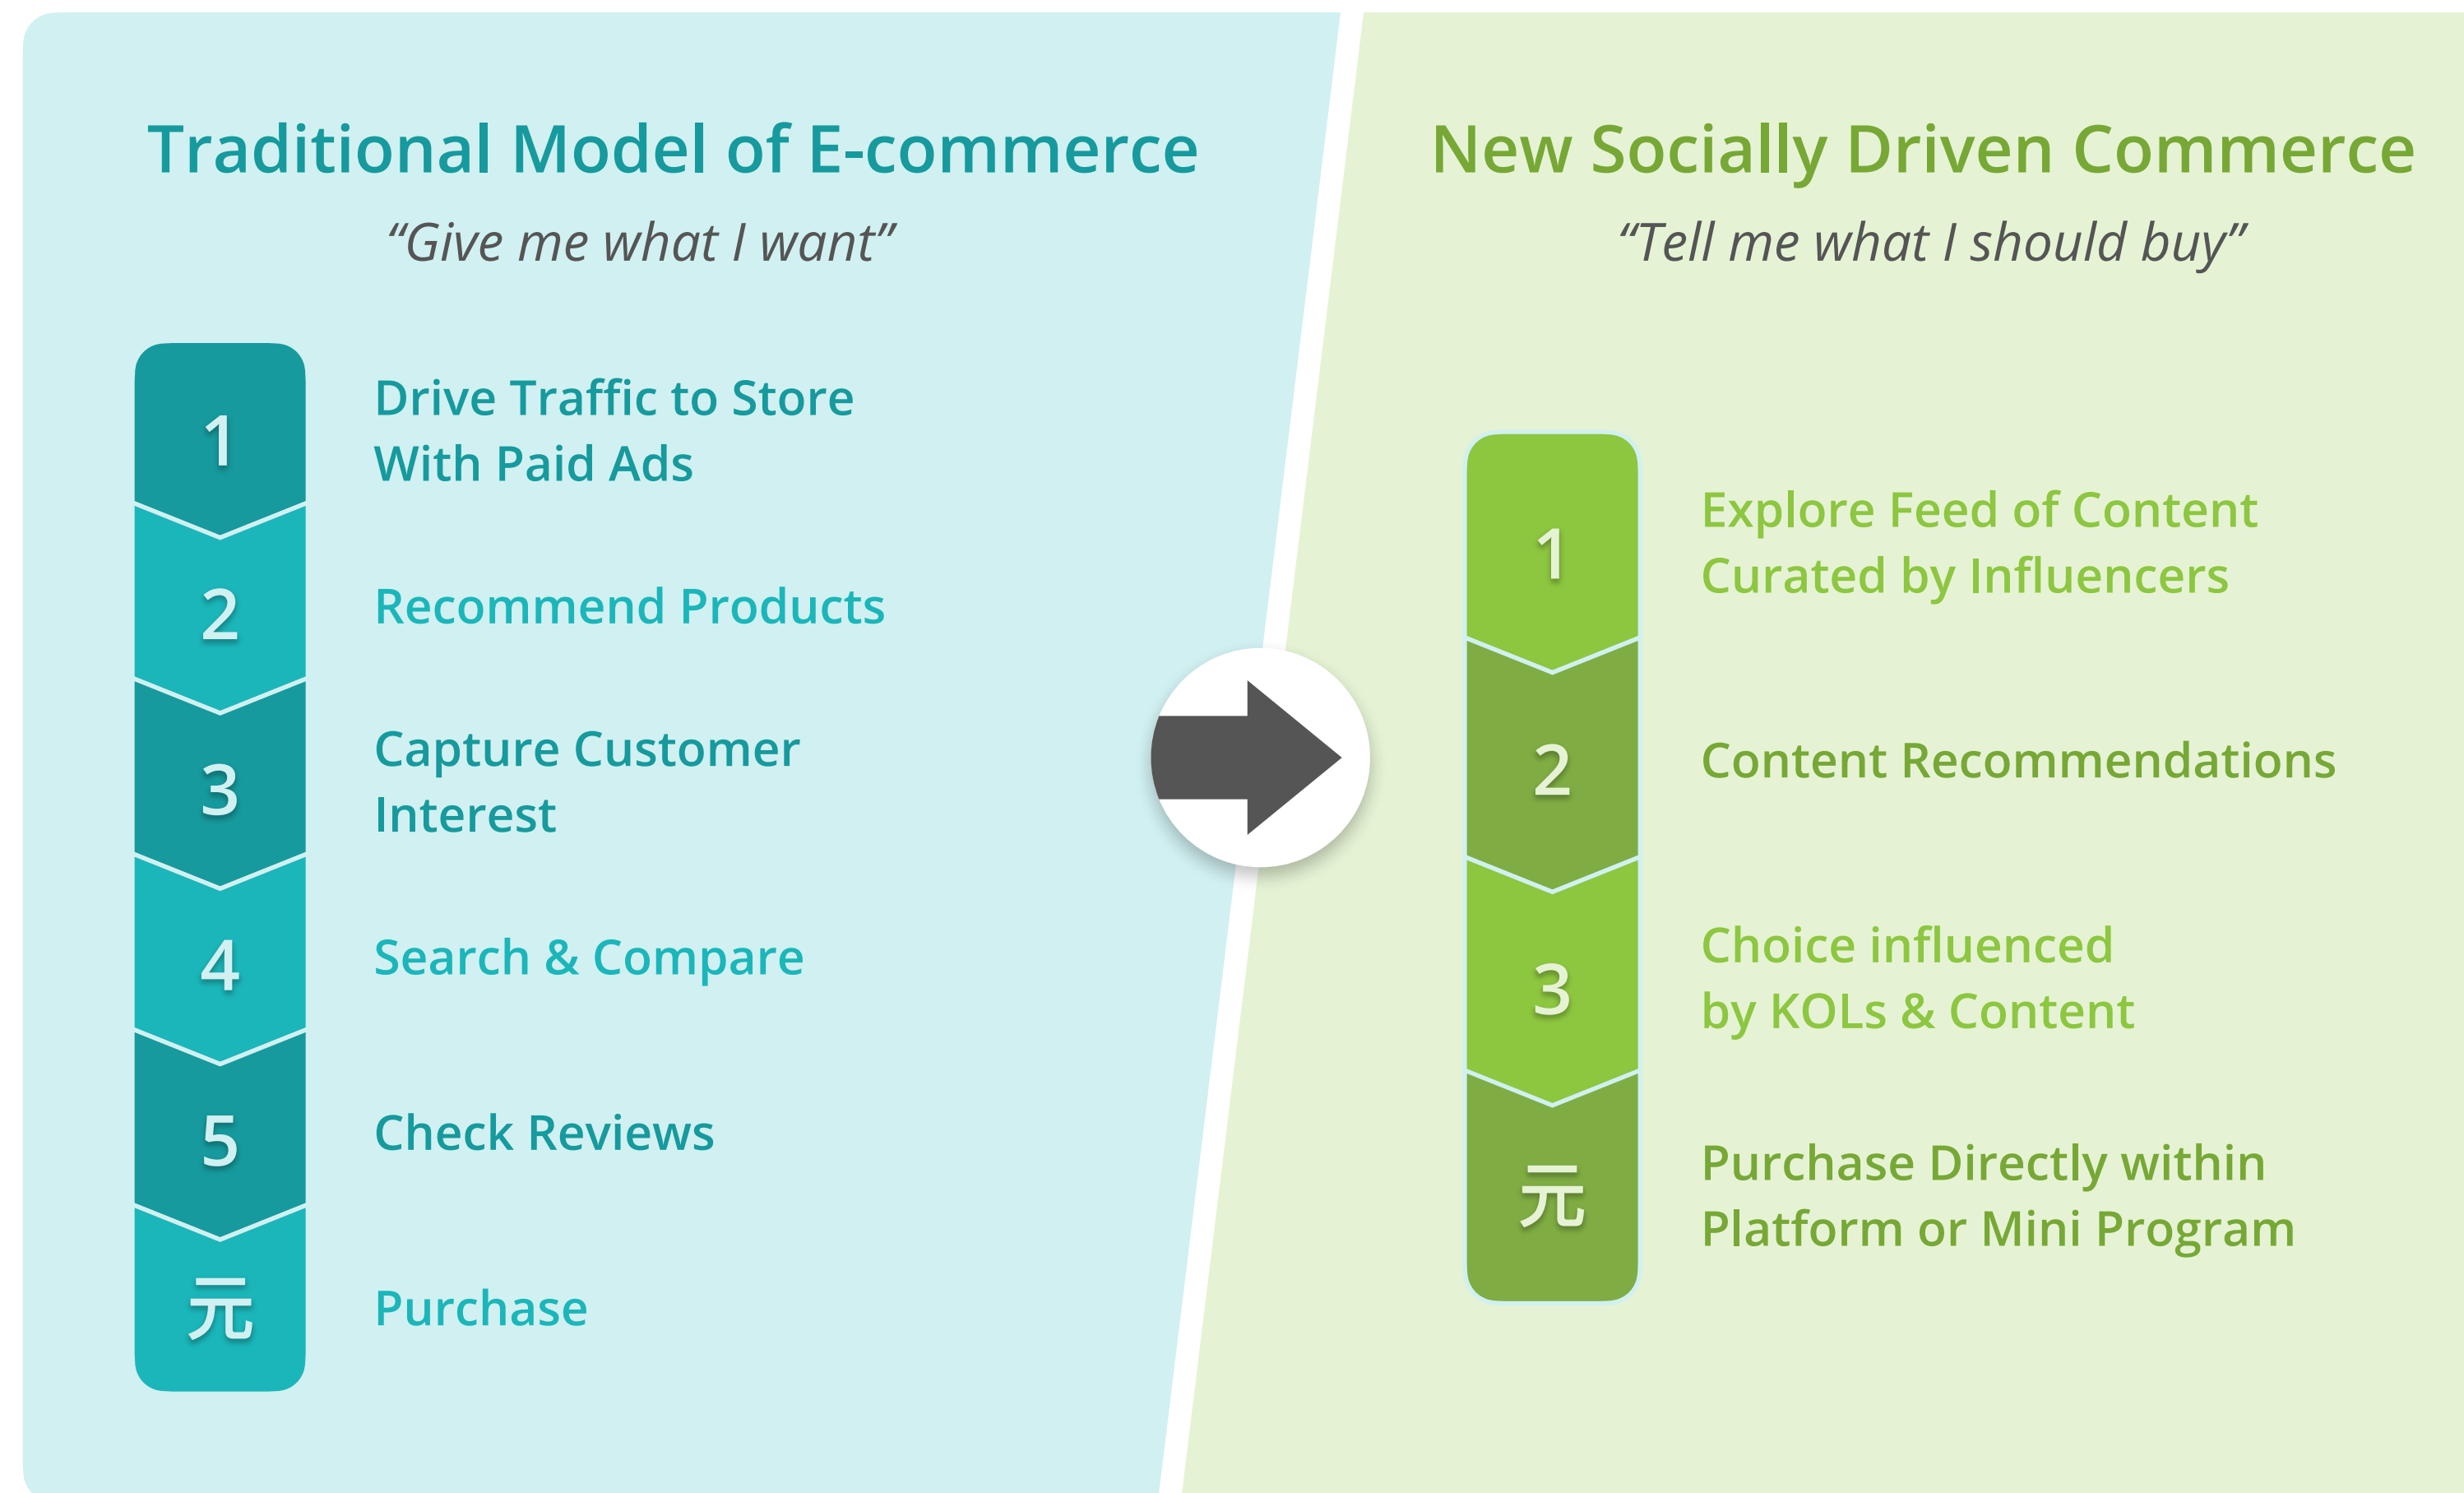 Traditional Model of E-commerce
“Give me what I want”
1
Drive Traffic to Store
With Paid Ads
2
Recommend Products
3
Capture Customer
Interest
4
Search & Compare
5
Check Reviews
元
Purchase
New Socially Driven Commerce
“Tell me what I should buy”
1
Explore Feed of Content
Curated by Influencers
2
Content Recommendations
3
Choice influenced
by KOLs & Content
元
Purchase Directly within
Platform or Mini Program